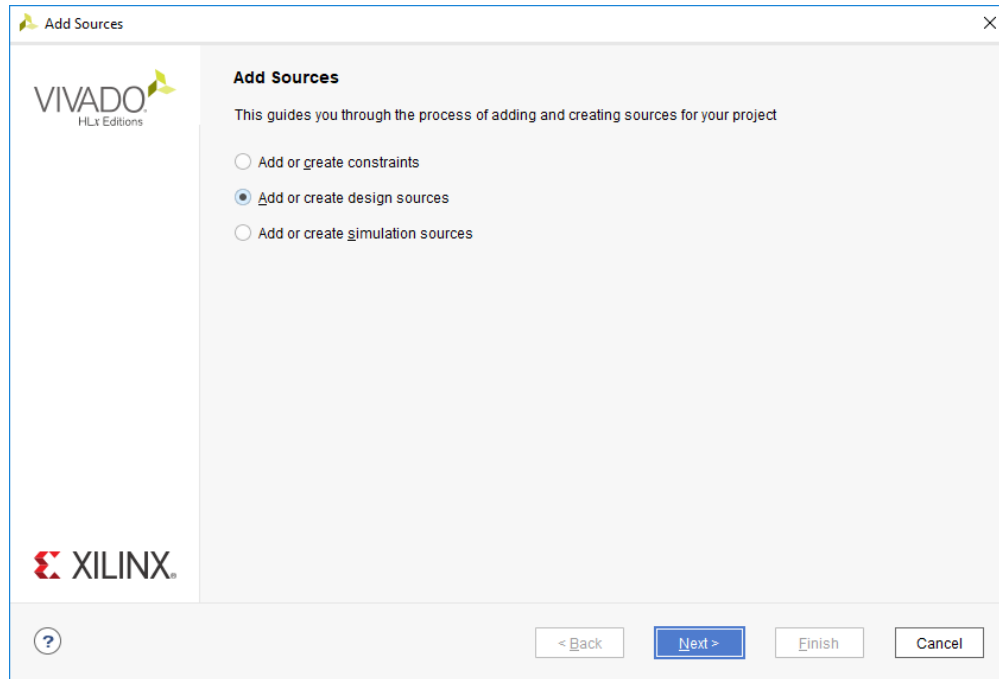 Add Sources
VIVADO
HLx Editions
Add Sources
This guides you through the process of adding and creating sources for your project
Add or create constraints
Add or create design sources
Add or create simulation sources
XILINX
?
< Back
Next >
Finish
Cancel